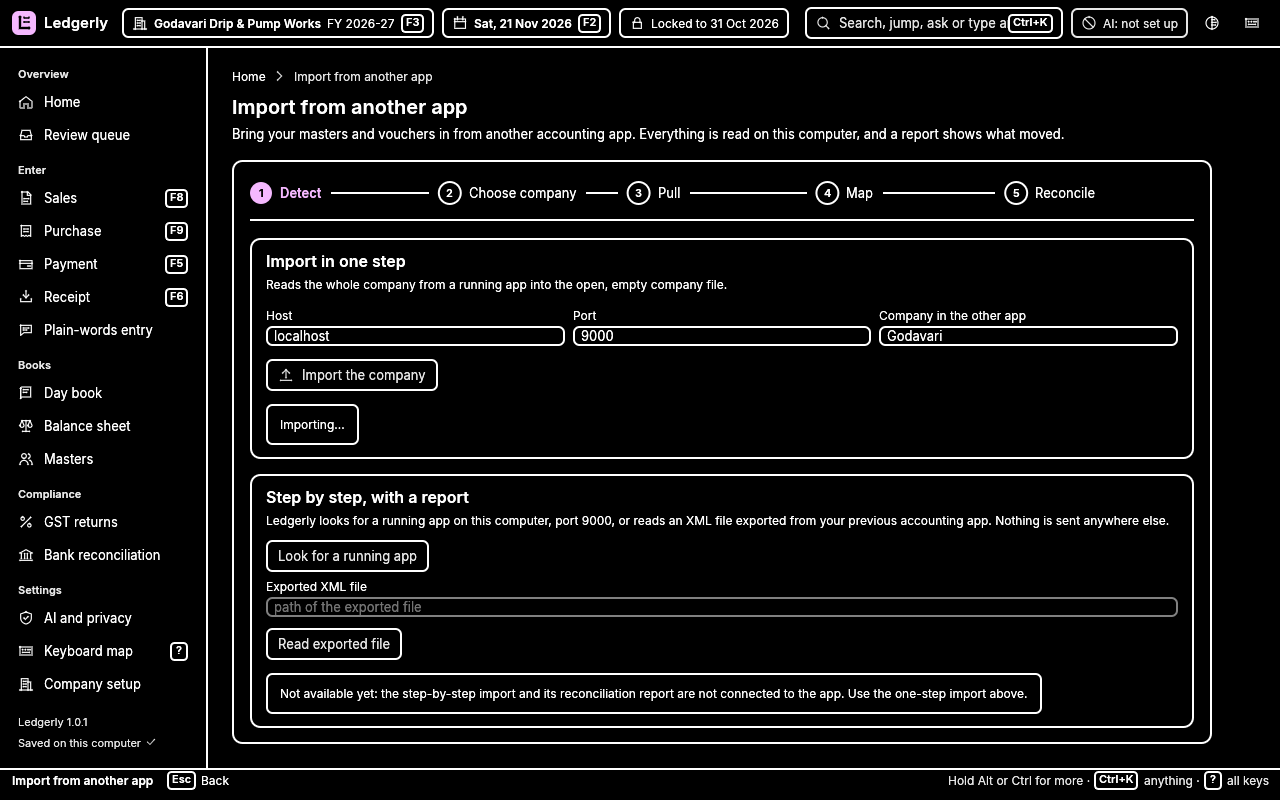 Ledgerly
Godavari Drip & Pump Works FY 2026-27 F3
Sat, 21 Nov 2026 F2
Locked to 31 Oct 2026
Search, jump, ask or type a Ctrl+K
AI: not set up
Overview
Home
Review queue
Enter
Sales F8
Purchase F9
Payment F5
Receipt F6
Plain-words entry
Books
Day book
Balance sheet
Masters
Compliance
GST returns
Bank reconciliation
Settings
AI and privacy
Keyboard map ?
Company setup
Ledgerly 1.0.1
Saved on this computer
Home Import from another app
Import from another app
Bring your masters and vouchers in from another accounting app. Everything is read on this computer, and a report shows what moved.
1 Detect 2 Choose company 3 Pull 4 Map 5 Reconcile
Import in one step
Reads the whole company from a running app into the open, empty company file.
Host Port Company in the other app
localhost 9000 Godavari
Import the company
Importing...
Step by step, with a report
Ledgerly looks for a running app on this computer, port 9000, or reads an XML file exported from your previous accounting app. Nothing is sent anywhere else.
Look for a running app
Exported XML file
path of the exported file
Read exported file
Not available yet: the step-by-step import and its reconciliation report are not connected to the app. Use the one-step import above.
Import from another app Esc Back
Hold Alt or Ctrl for more · Ctrl+K anything · ? all keys